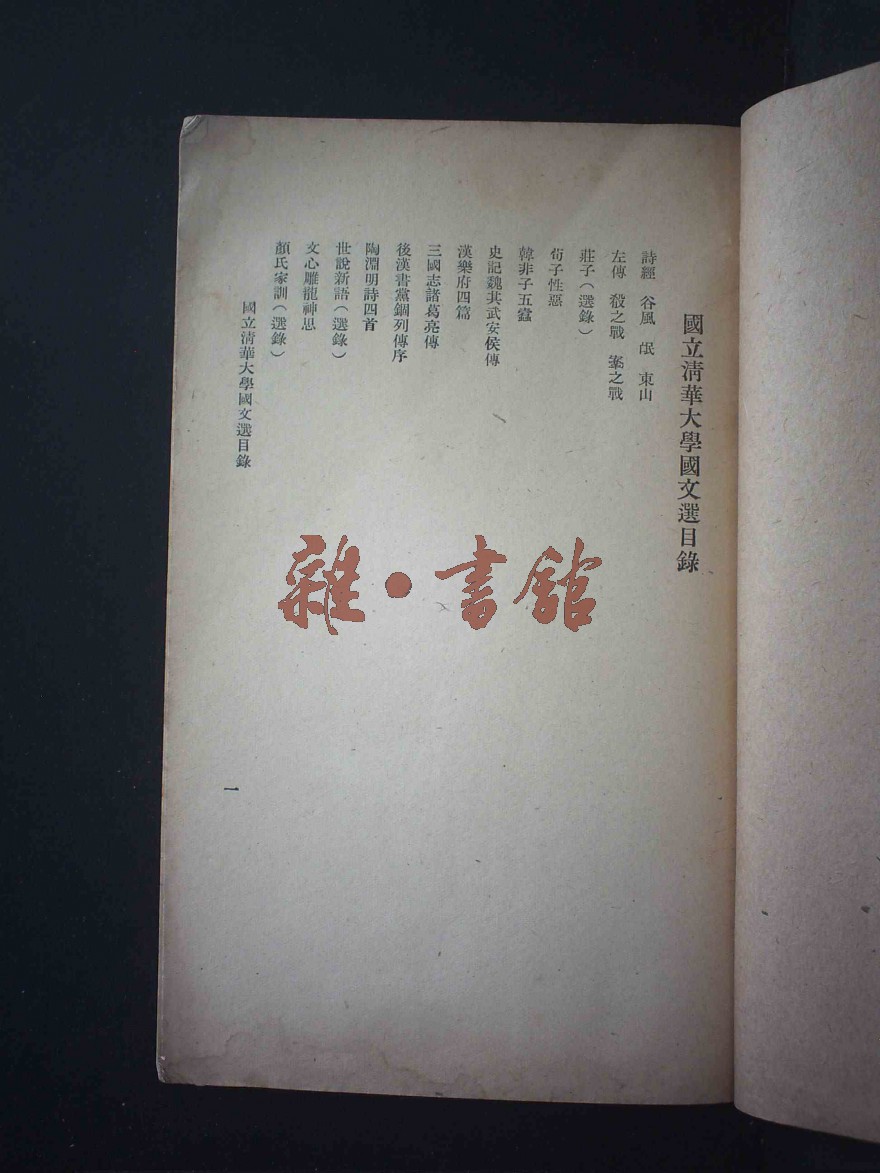 國立清華大學國文選目錄
詩經 谷風 氓 東山
左傳 殽之戰 鞌之戰
莊子(選錄)
荀子性惡
韓非子五蠹
史記魏其武安侯傳
漢樂府四篇
三國志諸葛亮傳
後漢書黨錮列傳序
陶淵明詩四首
世說新語(選錄)
文心雕龍神思
顏氏家訓(選錄)
國立清華大學國文選目錄
一
雜·書館